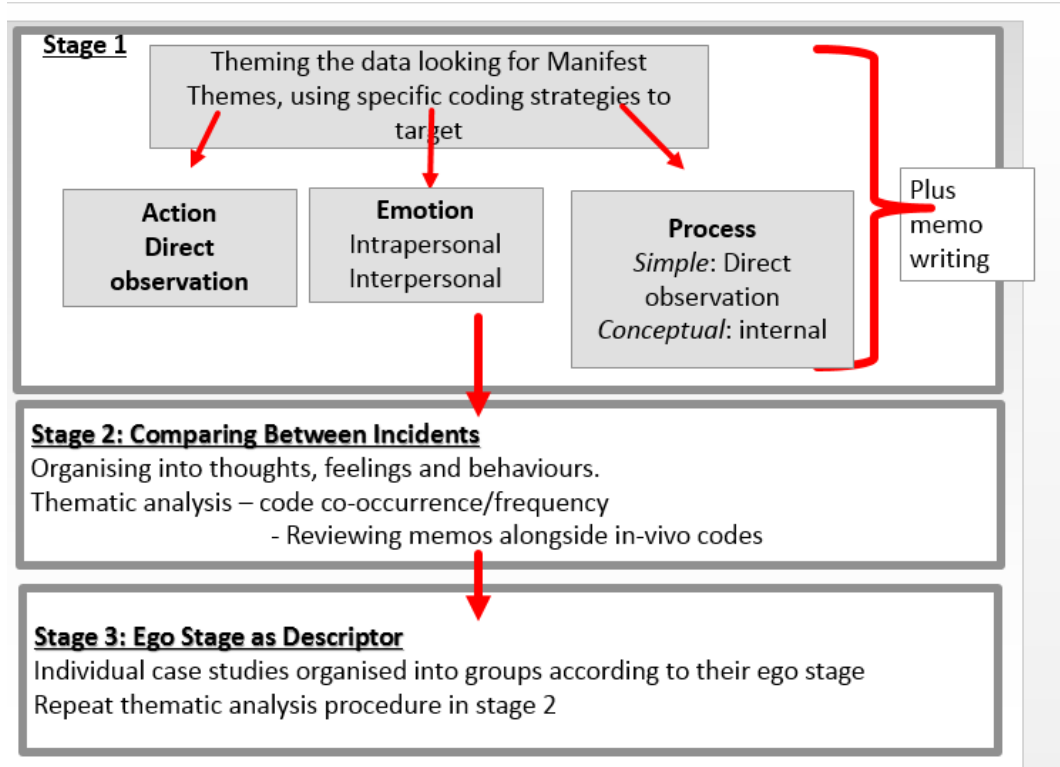 Stage 1
Theming the data looking for Manifest
Themes, using specific coding strategies to
target
Action
Direct
observation
Emotion
Intrapersonal
Interpersonal
Process
Simple: Direct
observation
Conceptual: internal
Plus
memo
writing
Stage 2: Comparing Between Incidents
Organising into thoughts, feelings and behaviours.
Thematic analysis – code co-occurrence/frequency
- Reviewing memos alongside in-vivo codes
Stage 3: Ego Stage as Descriptor
Individual case studies organised into groups according to their ego stage
Repeat thematic analysis procedure in stage 2